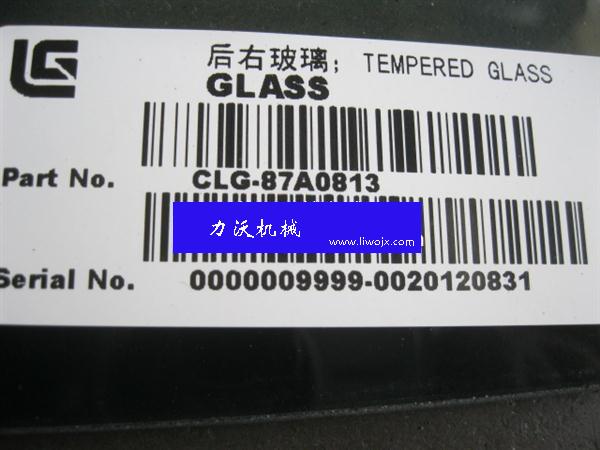 LG
后右玻璃; TEMPERED GLASS
GLASS
Part No. CLG-87A0813
力沃机械
www.liwojx.com
Serial No. 0000009999-0020120831